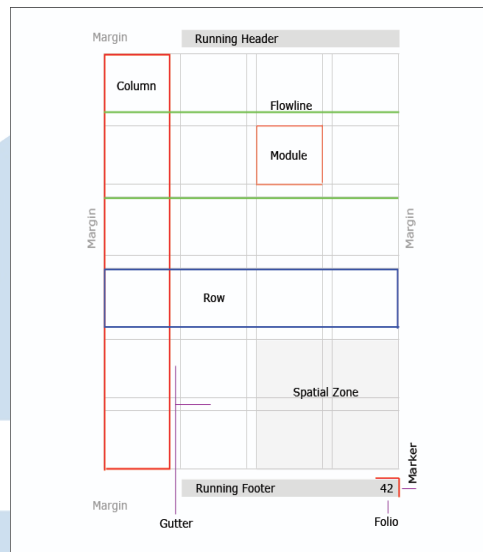 Margin
Running Header
Column
Flowline
Module
Margin
Margin
Row
Spatial Zone
Marker
Running Footer
42
Margin
Gutter
Folio